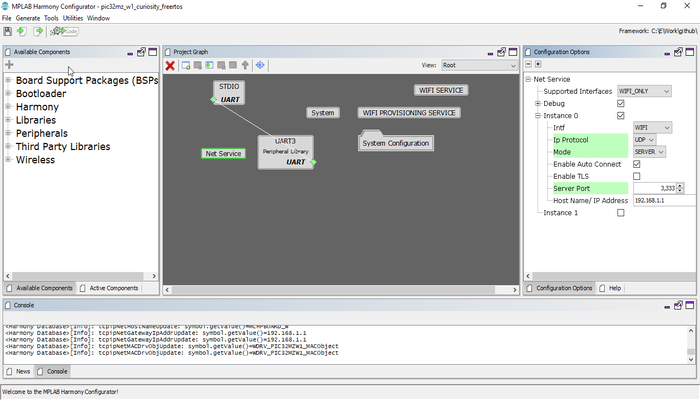 MPLAB Harmony Configurator - pic32mz_w1_curiosity_freertos
File Generate Tools Utilities Window
Code
Framework: C:\E\Work\github\
Available Components
Board Support Packages (BSPs
Bootloader
Harmony
Libraries
Peripherals
Third Party Libraries
Wireless
Available Components Active Components
Project Graph
View: Root
STDIO
UART
WIFI SERVICE
System
WIFI PROVISIONING SERVICE
UART3
Peripheral Library
UART
System Configuration
Net Service
Configuration Options
Net Service
Supported Interfaces WIFI_ONLY
Debug
Instance 0
Intf WIFI
Ip Protocol UDP
Mode SERVER
Enable Auto Connect
Enable TLS
Server Port 3,333
Host Name/ IP Address 192.168.1.1
Instance 1
Configuration Options Help
Console
<Harmony Database>[Info]: tcpipNetHostNameUpdate: symbol.getValue()=MCHPBOARD_W
<Harmony Database>[Info]: tcpipNetGatewayIpAddrUpdate: symbol.getValue()=192.168.1.1
<Harmony Database>[Info]: tcpipNetGatewayIpAddrUpdate: symbol.getValue()=192.168.1.1
<Harmony Database>[Info]: tcpipNetMACDrvObjUpdate: symbol.getValue()=WDRV_PIC32MZW1_MACObject
<Harmony Database>[Info]: tcpipNetMACDrvObjUpdate: symbol.getValue()=WDRV_PIC32MZW1_MACObject
News Console
Welcome to the MPLAB Harmony Configurator!